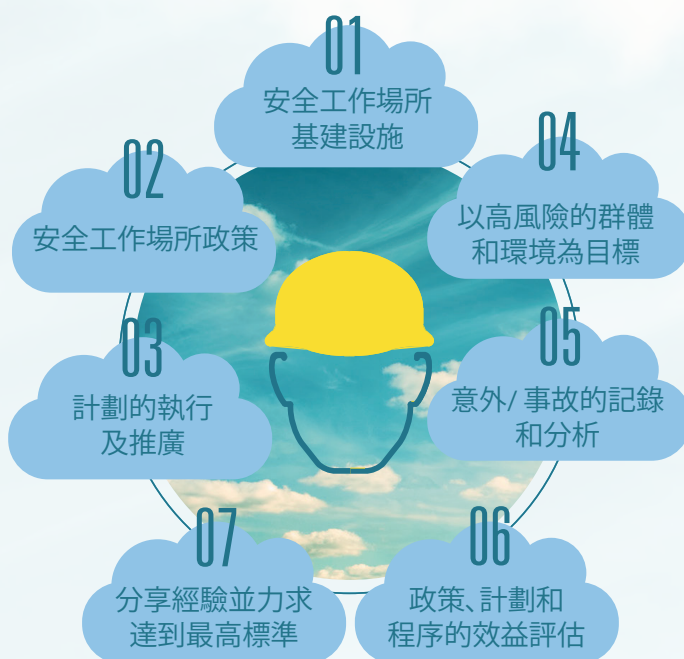 01
安全工作場所
基建設施
02
安全工作場所政策
03
計劃的執行
及推廣
04
以高風險的群體
和環境為目標
05
意外/ 事故的記錄
和分析
06
政策、計劃和
程序的效益評估
07
分享經驗並力求
達到最高標準